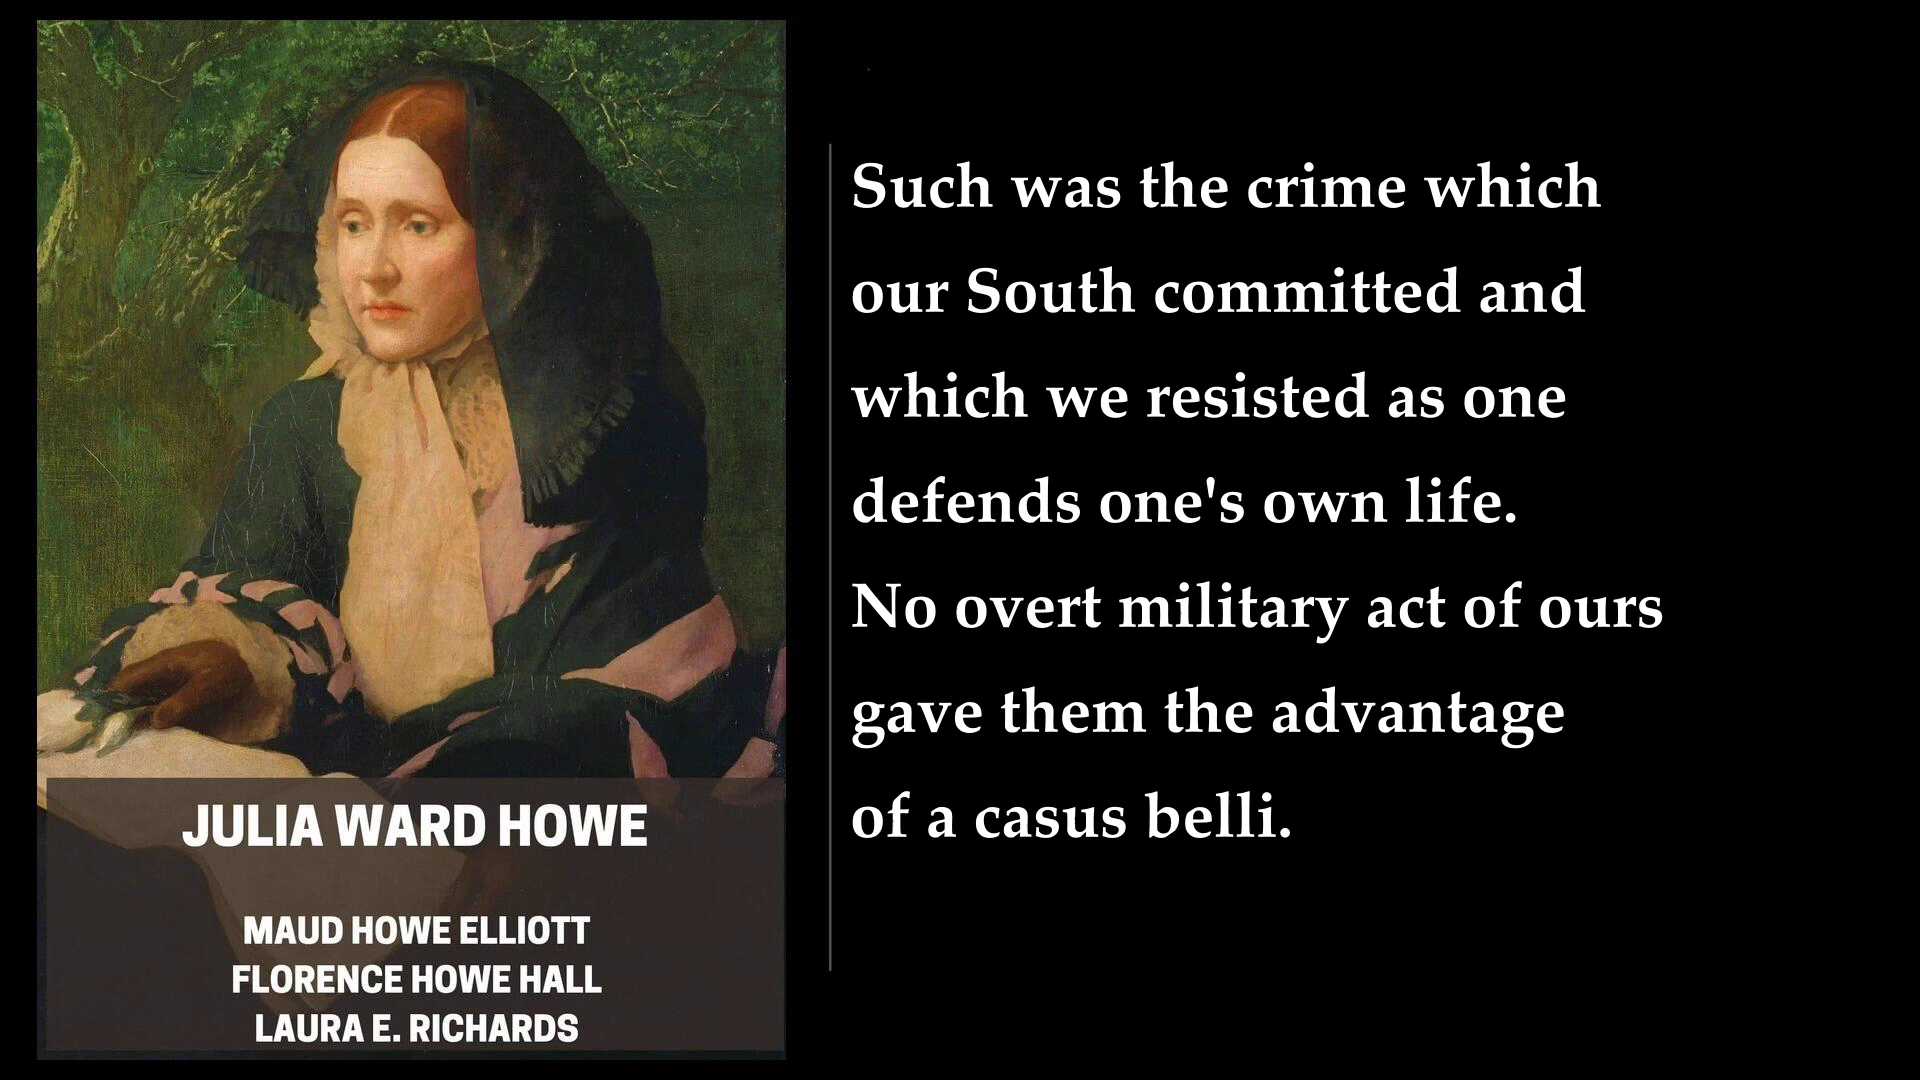 JULIA WARD HOWE
MAUD HOWE ELLIOTT
FLORENCE HOWE HALL
LAURA E. RICHARDS
Such was the crime which
our South committed and
which we resisted as one
defends one's own life.
No overt military act of ours
gave them the advantage
of a casus belli.